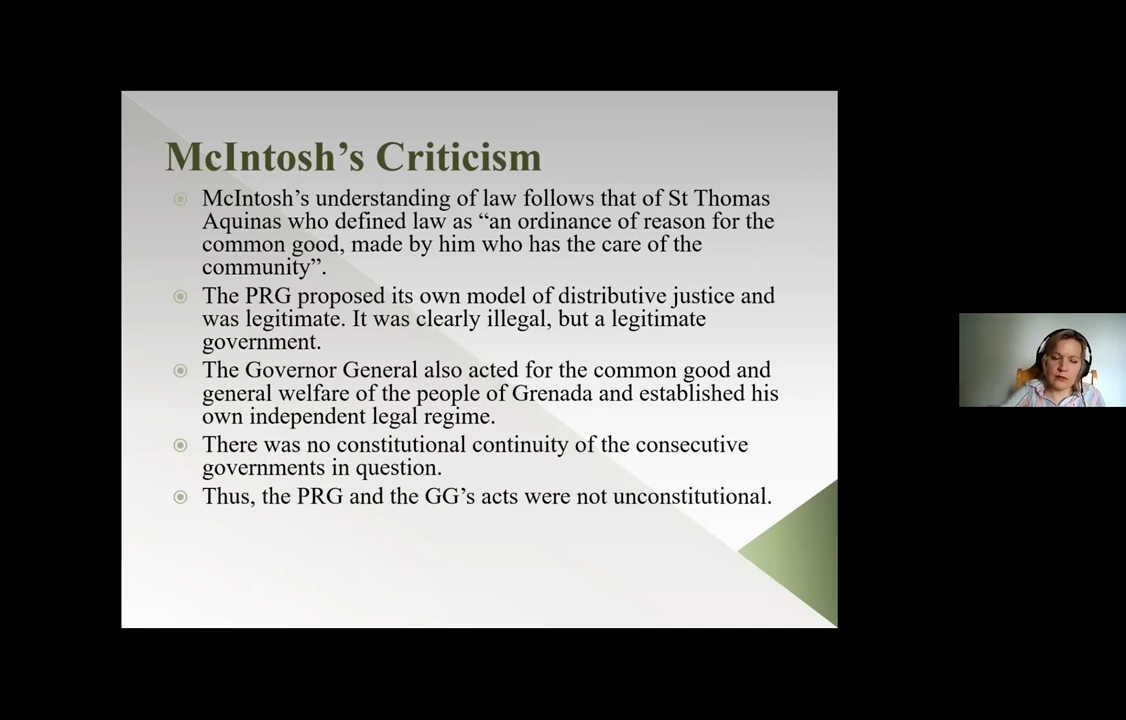 McIntosh's Criticism
McIntosh's understanding of law follows that of St Thomas
Aquinas who defined law as “an ordinance of reason for the
common good, made by him who has the care of the
community”.
The PRG proposed its own model of distributive justice and
was legitimate. It was clearly illegal, but a legitimate
government.
The Governor General also acted for the common good and
general welfare of the people of Grenada and established his
own independent legal regime.
There was no constitutional continuity of the consecutive
governments in question.
Thus, the PRG and the GG's acts were not unconstitutional.